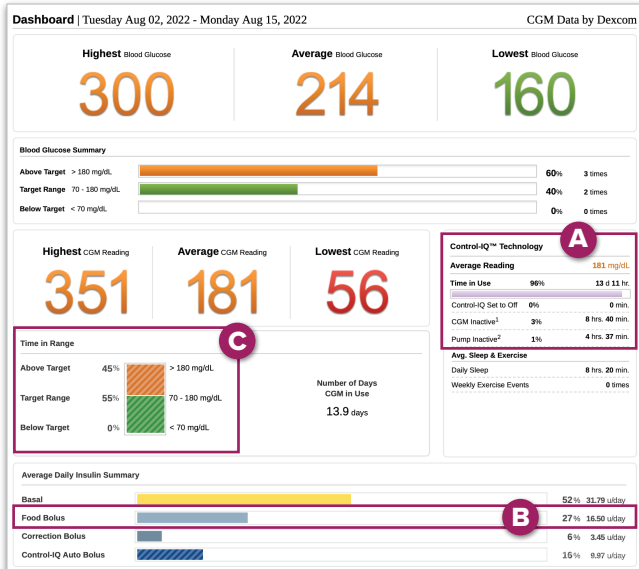 Dashboard | Tuesday Aug 02, 2022 - Monday Aug 15, 2022 CGM Data by Dexcom
Highest Blood Glucose Average Blood Glucose Lowest Blood Glucose
300 214 160
Blood Glucose Summary
Above Target > 180 mg/dL 60% 3 times
Target Range 70 - 180 mg/dL 40% 2 times
Below Target < 70 mg/dL 0% 0 times
Highest CGM Reading Average CGM Reading Lowest CGM Reading
351 181 56
A
Control-IQ™ Technology
Average Reading 181 mg/dL
Time in Use 96% 13 d 11 hr.
Control-IQ Set to Off 0% 0 min.
CGM Inactive1 3% 8 hrs. 40 min.
Pump Inactive2 1% 4 hrs. 37 min.
Avg. Sleep & Exercise
Daily Sleep 8 hrs. 20 min.
Weekly Exercise Events 0 times
C
Time in Range
Above Target 45% > 180 mg/dL
Target Range 55% 70 - 180 mg/dL
Below Target 0% < 70 mg/dL
Number of Days
CGM in Use
13.9 days
Average Daily Insulin Summary
Basal 52% 31.79 u/day
Food Bolus B 27% 16.50 u/day
Correction Bolus 6% 3.45 u/day
Control-IQ Auto Bolus 16% 9.97 u/day